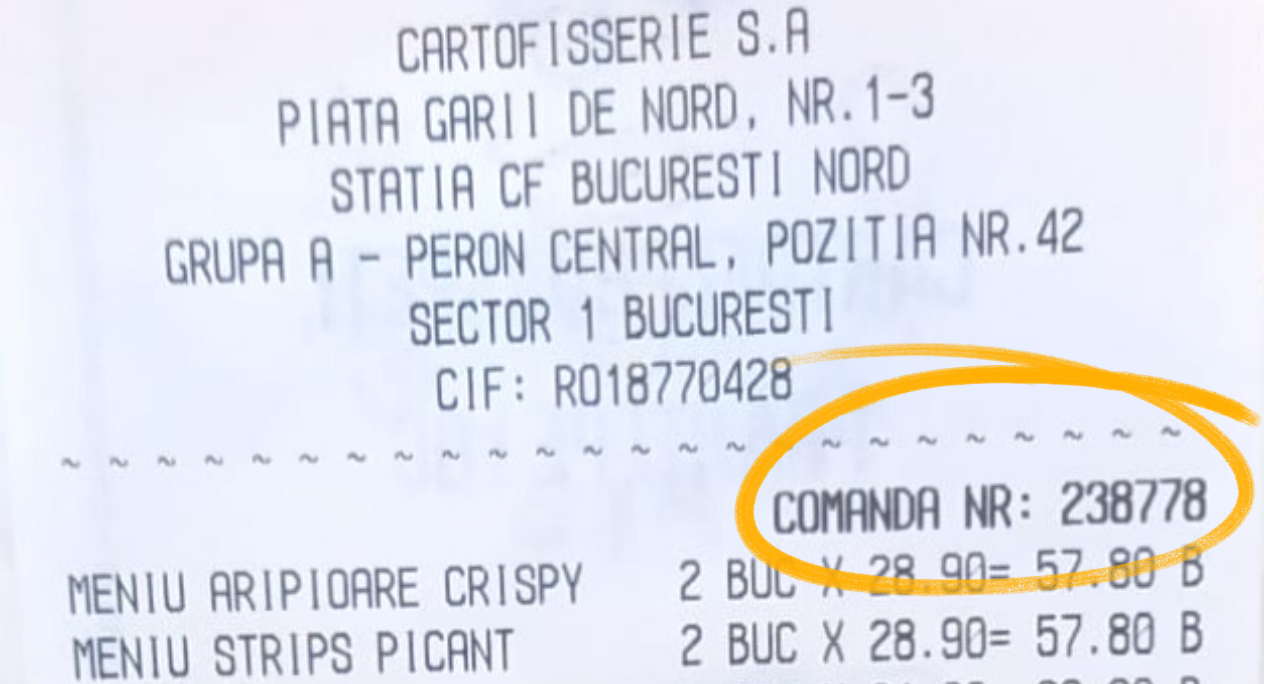 CARTOFISSERIE S.A
PIATA GARII DE NORD, NR.1-3
STATIA CF BUCURESTI NORD
GRUPA A - PERON CENTRAL, POZITIA NR.42
SECTOR 1 BUCURESTI
CIF: RO18770428
~ ~ ~ ~ ~ ~ ~ ~ ~ ~ ~ ~ ~ ~ ~ ~ ~ ~ ~ ~ ~ ~ ~
COMANDA NR: 238778
MENIU ARIPIOARE CRISPY 2 BUC X 28.90= 57.80 B
MENIU STRIPS PICANT 2 BUC X 28.90= 57.80 B